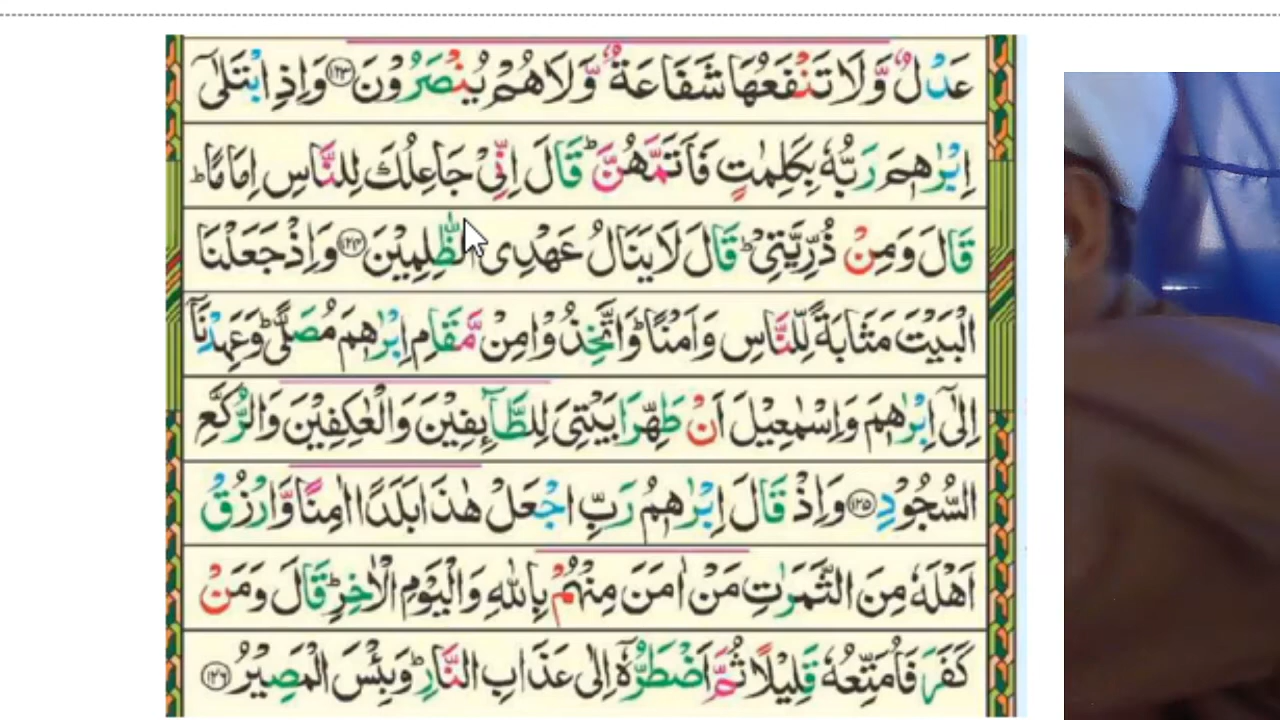 عَدْلٌ وَّلَا تَنْفَعُهَا شَفَاعَةٌ وَّلَا هُمْ يُنْصَرُوْنَ ﴿۱۲۳﴾ وَاِذِ ابْتَلٰٓى
اِبْرٰهٖمَ رَبُّهٗ بِكَلِمٰتٍ فَاَتَمَّهُنَّ ؕ قَالَ اِنِّىْ جَاعِلُكَ لِلنَّاسِ اِمَامًا ؕ
قَالَ وَمِنْ ذُرِّيَّتِىْ ؕ قَالَ لَا يَنَالُ عَهْدِى الظّٰلِمِيْنَ ﴿۱۲۴﴾ وَاِذْ جَعَلْنَا
الْبَيْتَ مَثَابَةً لِّلنَّاسِ وَاَمْنًا ؕ وَاتَّخِذُوْا مِنْ مَّقَامِ اِبْرٰهٖمَ مُصَلًّى ؕ وَعَهِدْنَاۤ
اِلٰٓى اِبْرٰهٖمَ وَاِسْمٰعِيْلَ اَنْ طَهِّرَا بَيْتِىَ لِلطَّآئِفِيْنَ وَالْعٰكِفِيْنَ وَالرُّكَّعِ
السُّجُوْدِ ﴿۱۲۵﴾ وَاِذْ قَالَ اِبْرٰهٖمُ رَبِّ اجْعَلْ هٰذَا بَلَدًا اٰمِنًا وَّارْزُقْ
اَهْلَهٗ مِنَ الثَّمَرٰتِ مَنْ اٰمَنَ مِنْهُمْ بِاللّٰهِ وَالْيَوْمِ الْاٰخِرِ ؕ قَالَ وَمَنْ
كَفَرَ فَاُمَتِّعُهٗ قَلِيْلًا ثُمَّ اَضْطَرُّهٗۤ اِلٰى عَذَابِ النَّارِ ؕ وَبِئْسَ الْمَصِيْرُ ﴿۱۲۶﴾